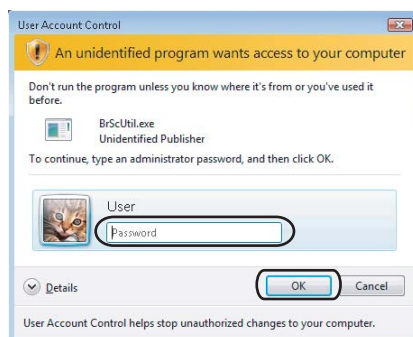 User Account Control
An unidentified program wants access to your computer
Don't run the program unless you know where it's from or you've used it
before.
BrScUtil.exe
Unidentified Publisher
To continue, type an administrator password, and then click OK.
User
Password
Details
OK
Cancel
User Account Control helps stop unauthorized changes to your computer.